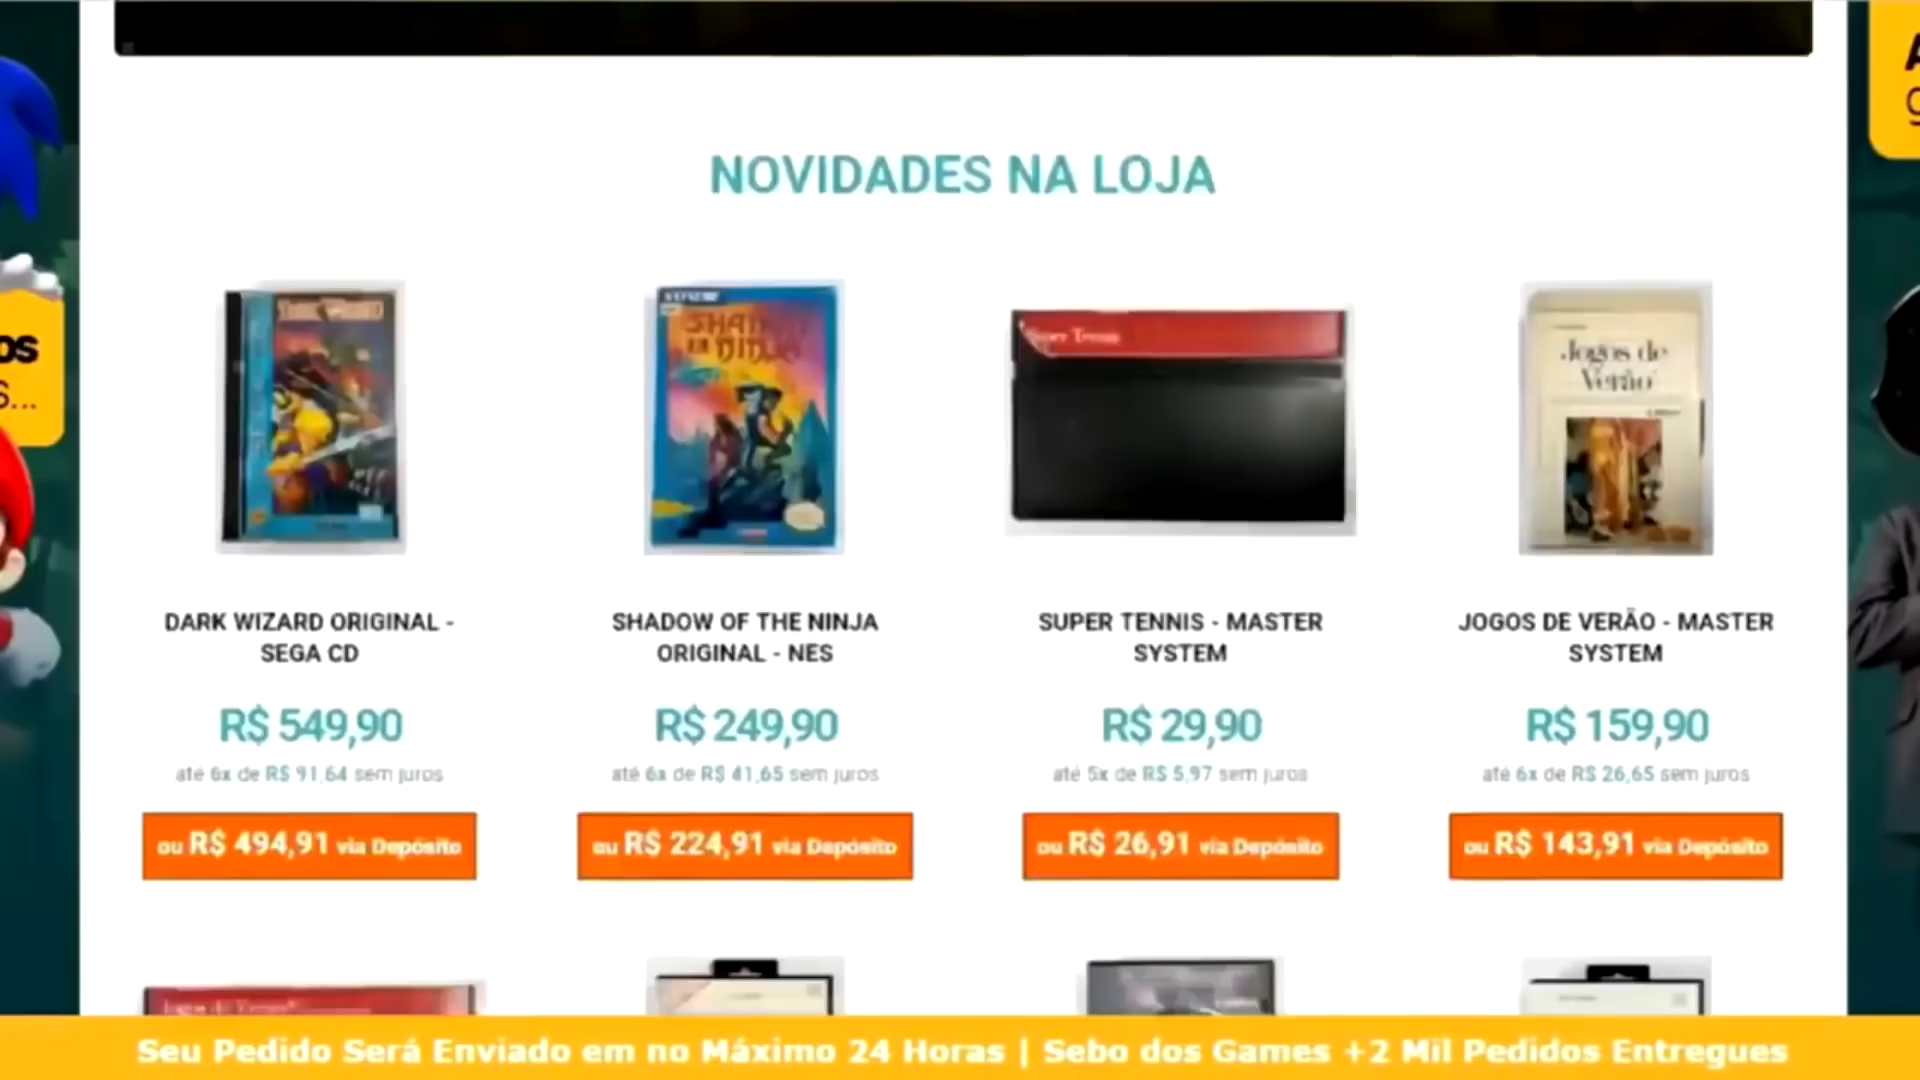 NOVIDADES NA LOJA
SHADOW
NINJA
Super Tennis
Jogos de
Verão
os
DARK WIZARD ORIGINAL -
SEGA CD
SHADOW OF THE NINJA
ORIGINAL - NES
SUPER TENNIS - MASTER
SYSTEM
JOGOS DE VERÃO - MASTER
SYSTEM
R$ 549,90
R$ 249,90
R$ 29,90
R$ 159,90
até 6x de R$ 91,64 sem juros
até 6x de R$ 41,65 sem juros
até 5x de R$ 5,97 sem juros
até 6x de R$ 26,65 sem juros
ou R$ 494,91 via Depósito
ou R$ 224,91 via Depósito
ou R$ 26,91 via Depósito
ou R$ 143,91 via Depósito
Seu Pedido Será Enviado em no Máximo 24 Horas | Sebo dos Games +2 Mil Pedidos Entregues